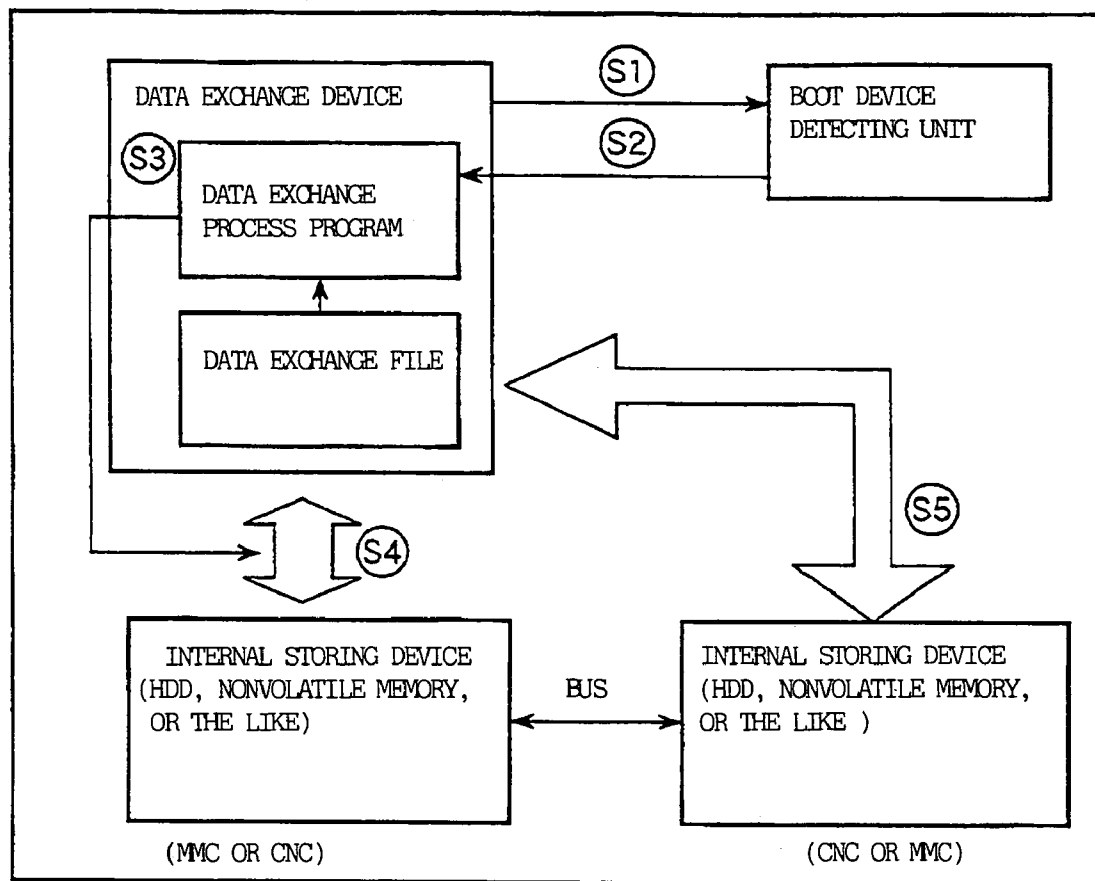 DATA EXCHANGE DEVICE
S1
BOOT DEVICE
DETECTING UNIT
S2
S3
DATA EXCHANGE
PROCESS PROGRAM
DATA EXCHANGE FILE
S4
S5
INTERNAL STORING DEVICE
(HDD, NONVOLATILE MEMORY,
OR THE LIKE)
BUS
INTERNAL STORING DEVICE
(HDD, NONVOLATILE MEMORY,
OR THE LIKE )
(MMC OR CNC)
(CNC OR MMC)